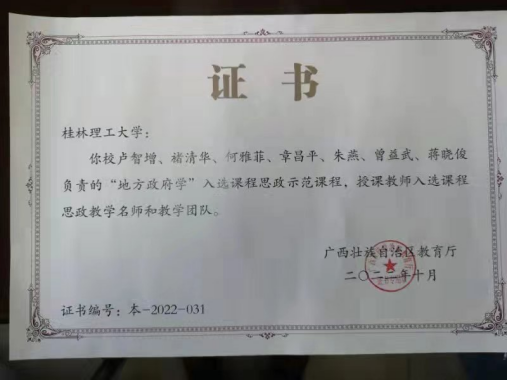 证书
桂林理工大学：
你校卢智增、褚清华、何雅菲、章昌平、朱燕、曾益武、蒋晓俊
负责的“地方政府学”入选课程思政示范课程，授课教师入选课程
思政教学名师和教学团队。
广西壮族自治区教育厅
二〇二二年十月
证书编号：本-2022-031